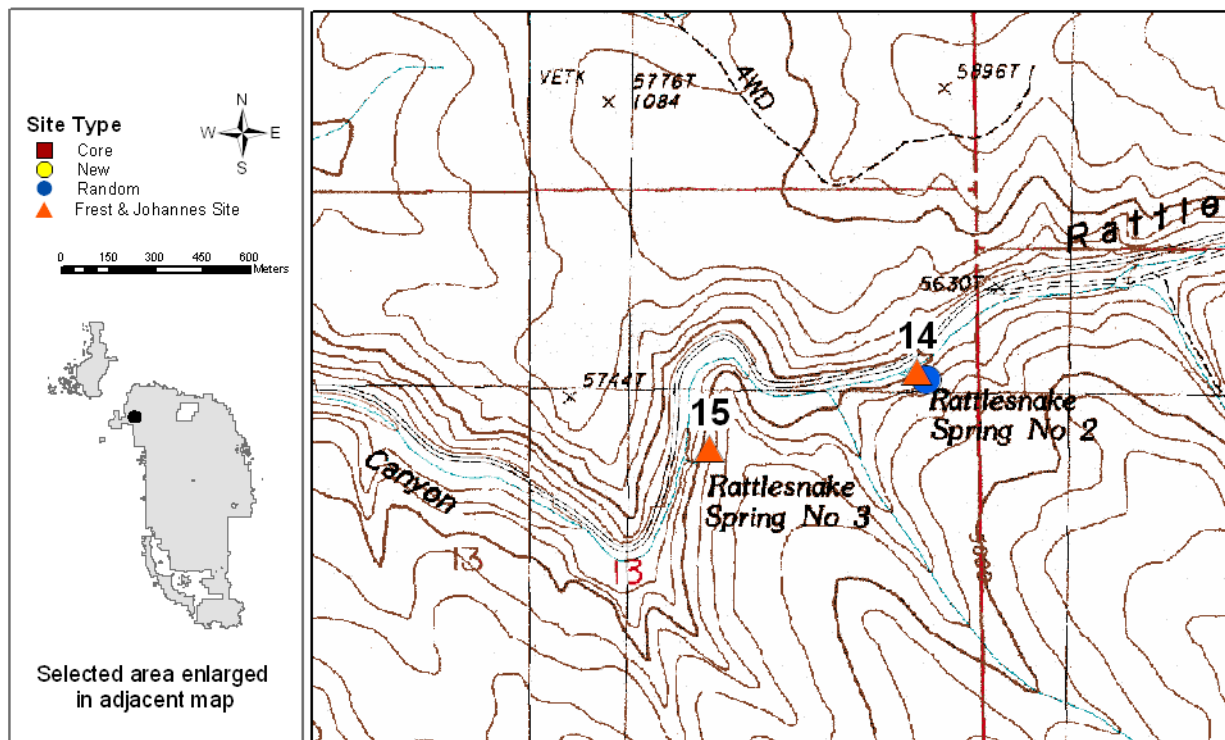 N
W E
S
Site Type
Core
New
Random
Frest & Johannes Site
0 150 300 450 600
Meters
Selected area enlarged
in adjacent map
VETK
5776T
1084
4WD
5896T
Rattle
5630T
14
5744T
Rattlesnake
Spring No 2
15
Canyon
Rattlesnake
Spring No 3
13
13